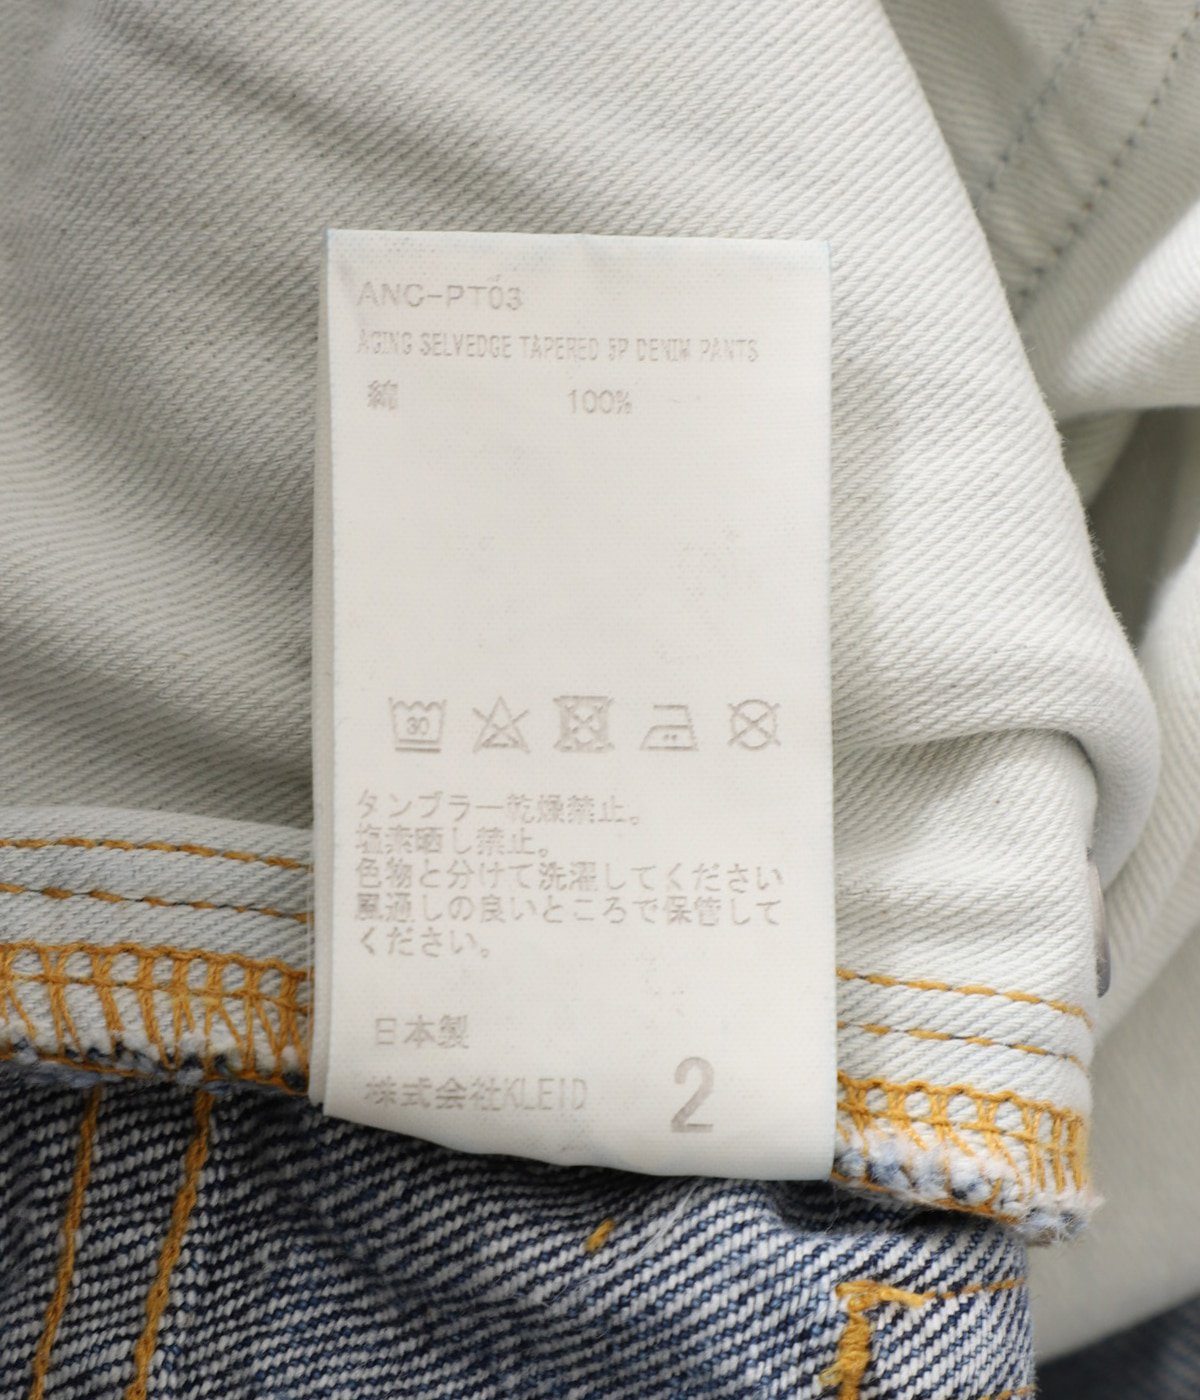 ANC-PT03
AGING SELVEDGE TAPERED 5P DENIM PANTS
綿 100%
30
タンブラー乾燥禁止。
塩素晒し禁止。
色物と分けて洗濯してください
風通しの良いところで保管して
ください。
日本製
株式会社KLEID 2